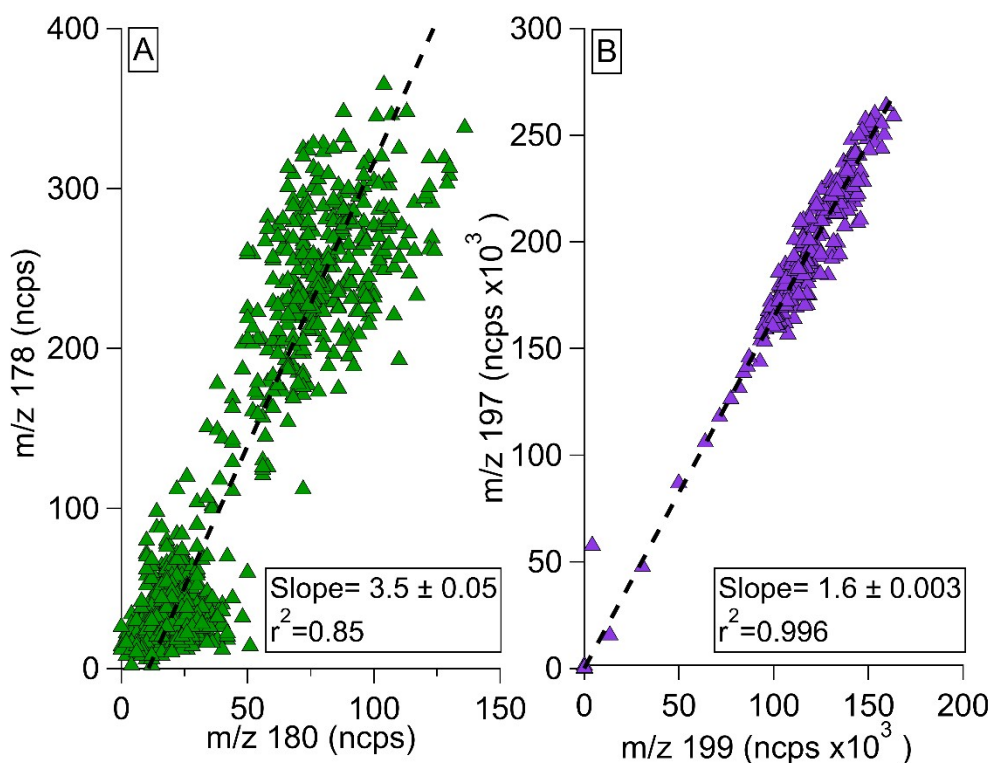 A
400
300
200
100
0
m/z 178 (ncps)
Slope= 3.5 ± 0.05
r²=0.85
0
50
100
150
m/z 180 (ncps)
B
300
250
200
150
100
50
0
m/z 197 (ncps x10³)
Slope= 1.6 ± 0.003
r²=0.996
0
50
100
150
200
m/z 199 (ncps x10³)